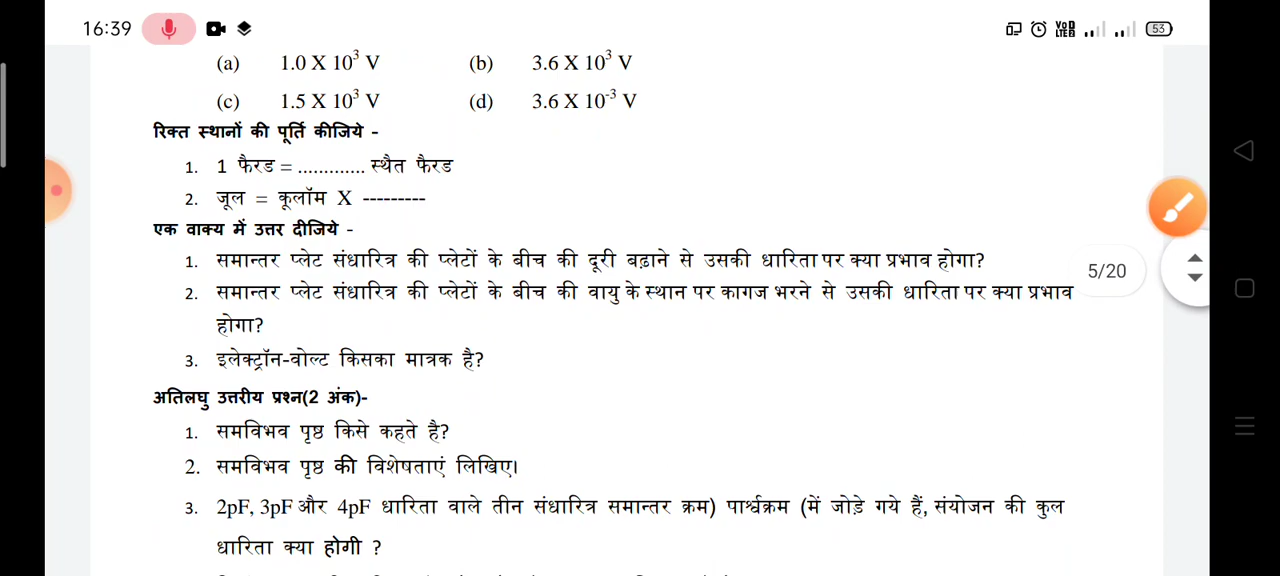 16:39
VoD LTE 53
(a) 1.0 X 10³ V (b) 3.6 X 10³ V
(c) 1.5 X 10³ V (d) 3.6 X 10⁻³ V
रिक्त स्थानों की पूर्ति कीजिये -
1. 1 फैरड = ............. स्थैत फैरड
2. जूल = कूलॉम X ---------
एक वाक्य में उत्तर दीजिये -
1. समान्तर प्लेट संधारित्र की प्लेटों के बीच की दूरी बढ़ाने से उसकी धारिता पर क्या प्रभाव होगा?
5/20
2. समान्तर प्लेट संधारित्र की प्लेटों के बीच की वायु के स्थान पर कागज भरने से उसकी धारिता पर क्या प्रभाव
होगा?
3. इलेक्ट्रॉन-वोल्ट किसका मात्रक है?
अतिलघु उत्तरीय प्रश्न(2 अंक)-
1. समविभव पृष्ठ किसे कहते है?
2. समविभव पृष्ठ की विशेषताएं लिखिए।
3. 2pF, 3pF और 4pF धारिता वाले तीन संधारित्र समान्तर क्रम) पार्श्वक्रम (में जोड़े गये हैं, संयोजन की कुल
धारिता क्या होगी ?